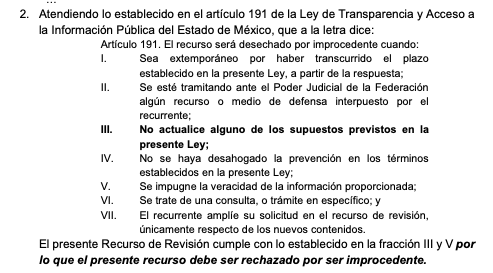 ...
2. Atendiendo lo establecido en el artículo 191 de la Ley de Transparencia y Acceso a
la Información Pública del Estado de México, que a la letra dice:
Artículo 191. El recurso será desechado por improcedente cuando:
I. Sea extemporáneo por haber transcurrido el plazo
establecido en la presente Ley, a partir de la respuesta;
II. Se esté tramitando ante el Poder Judicial de la Federación
algún recurso o medio de defensa interpuesto por el
recurrente;
III. No actualice alguno de los supuestos previstos en la
presente Ley;
IV. No se haya desahogado la prevención en los términos
establecidos en la presente Ley;
V. Se impugne la veracidad de la información proporcionada;
VI. Se trate de una consulta, o trámite en específico; y
VII. El recurrente amplíe su solicitud en el recurso de revisión,
únicamente respecto de los nuevos contenidos.
El presente Recurso de Revisión cumple con lo establecido en la fracción III y V por
lo que el presente recurso debe ser rechazado por ser improcedente.